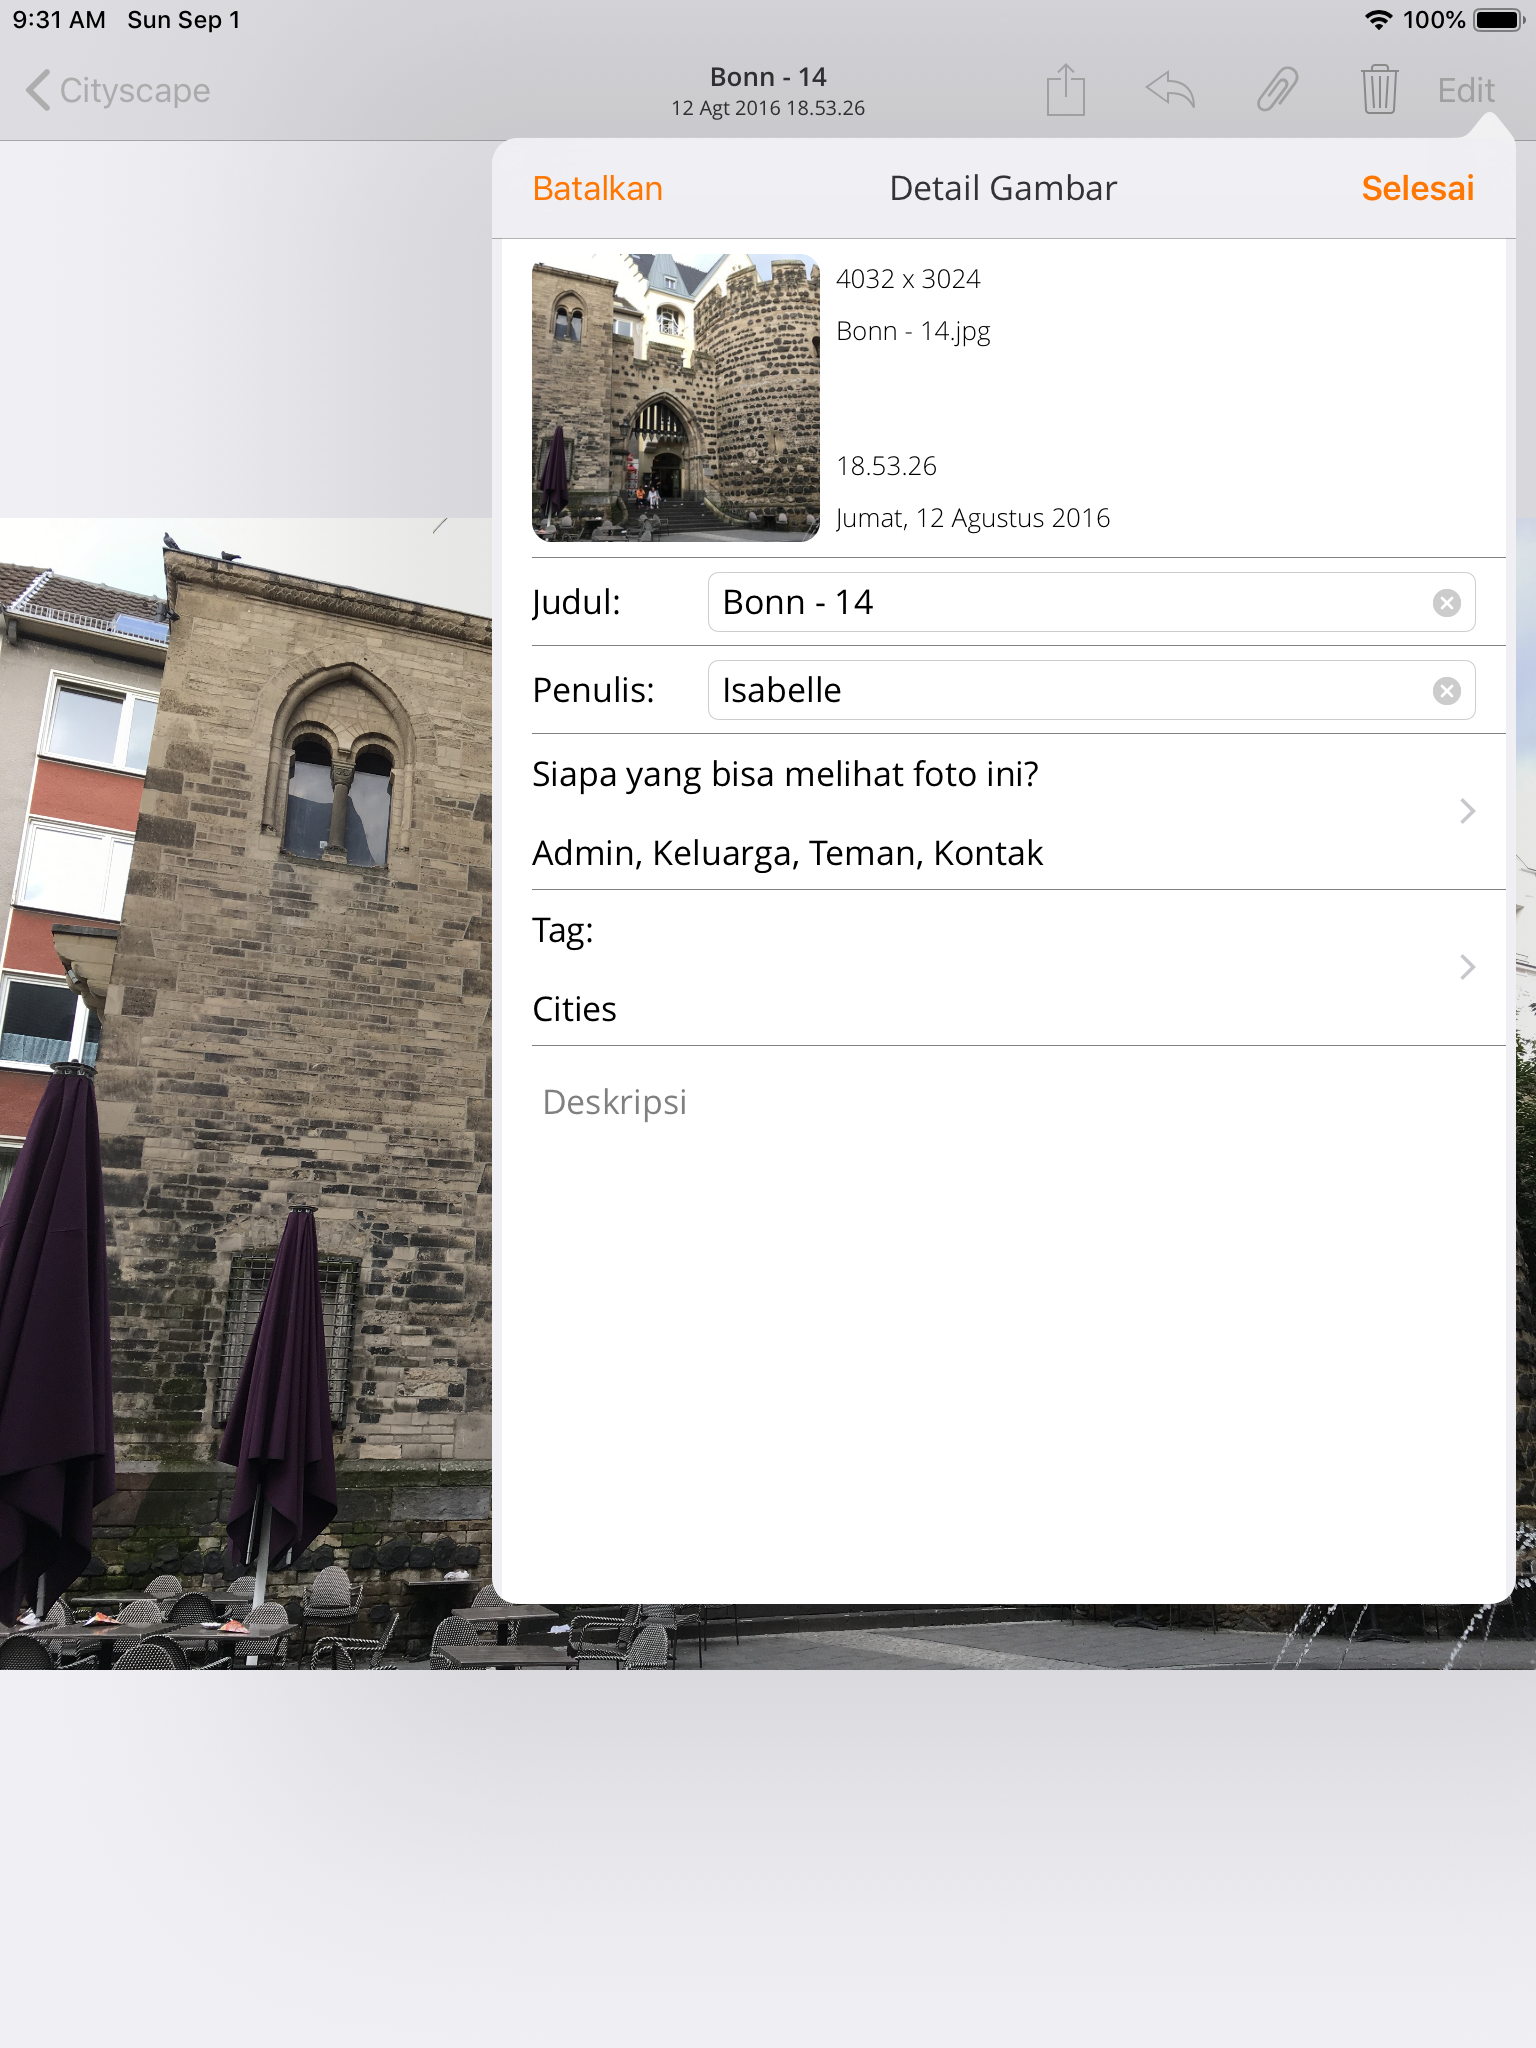 9:31 AM Sun Sep 1 100%
Cityscape
Bonn - 14
12 Agt 2016 18.53.26
Edit
Batalkan
Detail Gambar
Selesai
4032 x 3024
Bonn - 14.jpg
18.53.26
Jumat, 12 Agustus 2016
Judul: Bonn - 14
Penulis: Isabelle
Siapa yang bisa melihat foto ini?
Admin, Keluarga, Teman, Kontak
Tag:
Cities
Deskripsi